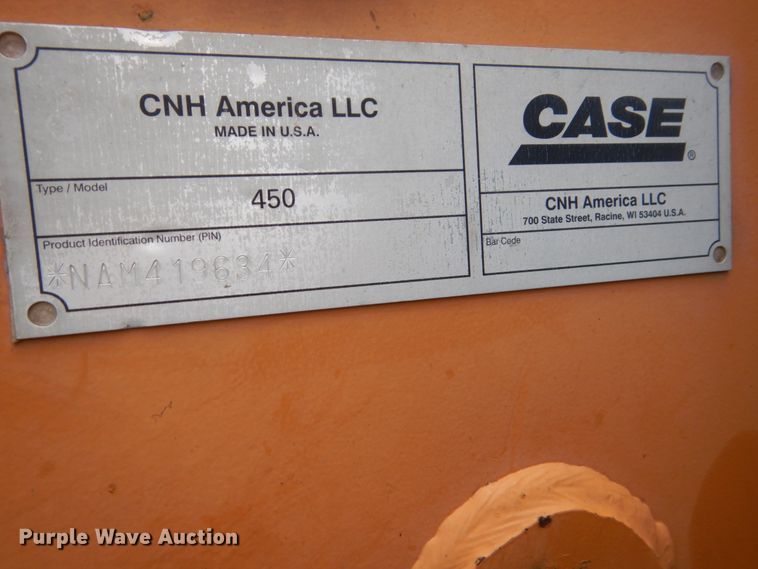 CNH America LLC
MADE IN U.S.A.
Type / Model
450
Product Identification Number (PIN)
*NAM419634*
CASE
®
CNH America LLC
700 State Street, Racine, WI 53404 U.S.A.
Bar Code
Purple Wave Auction